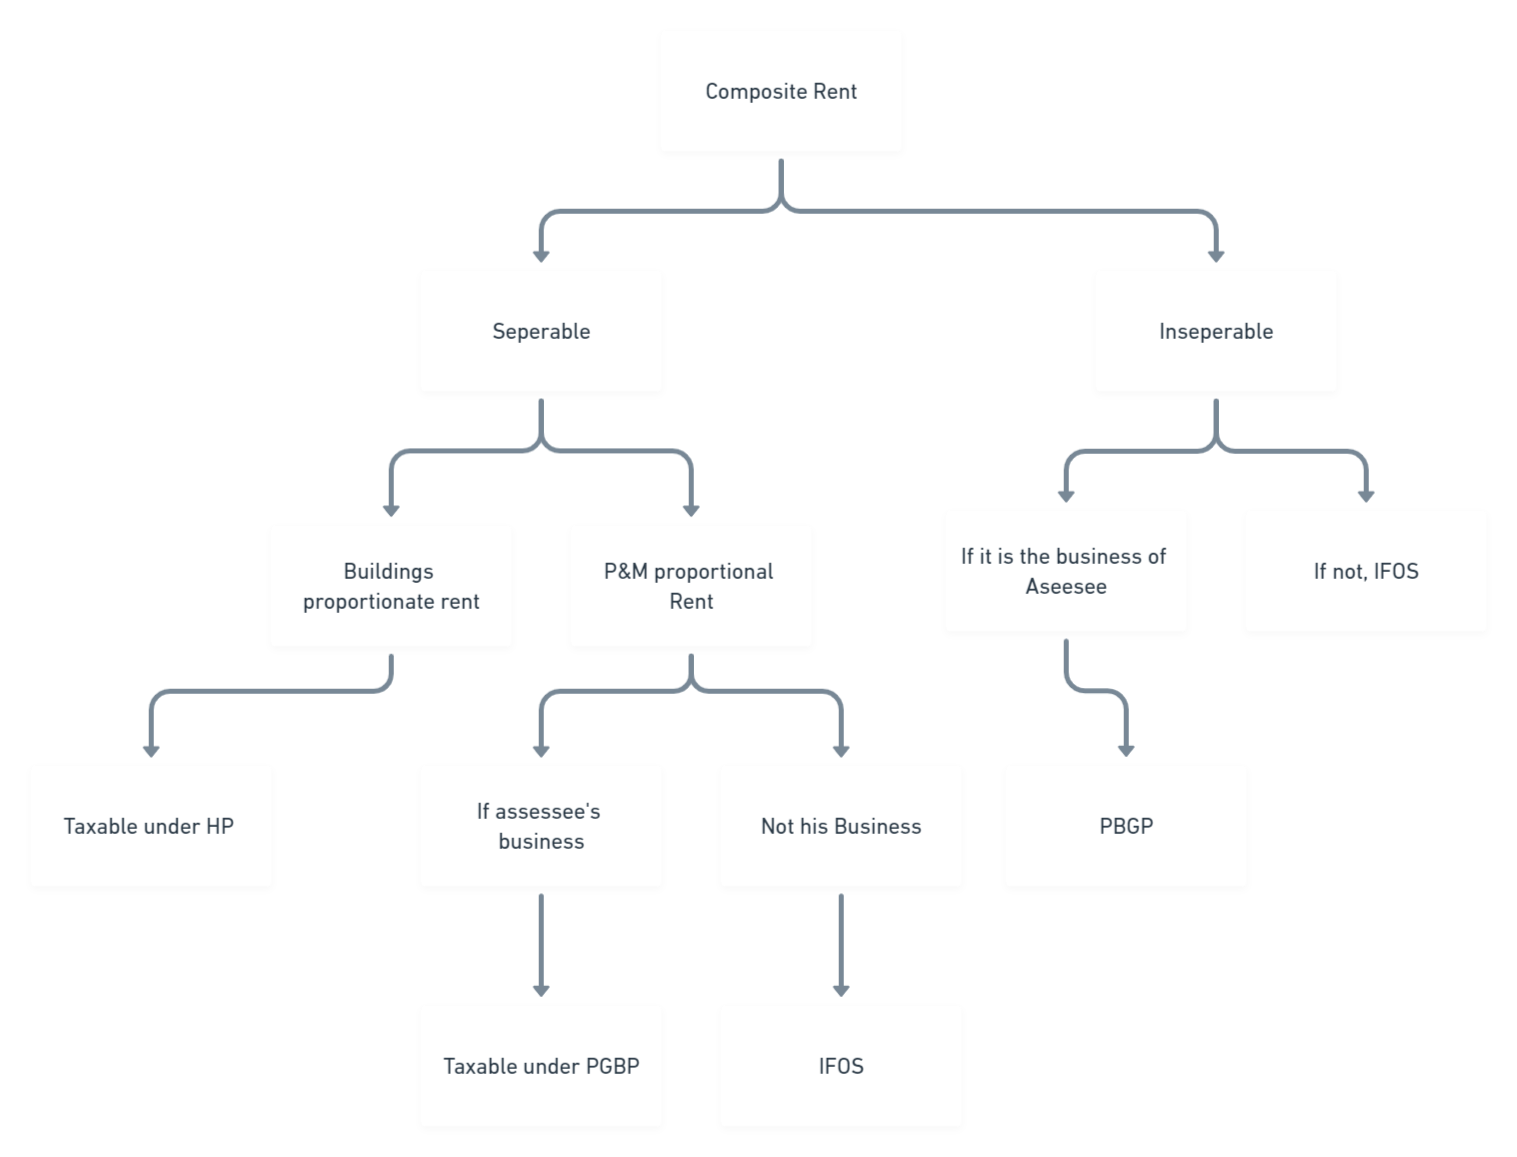 Composite Rent
Seperable
Inseperable
Buildings
proportionate rent
P&M proportional
Rent
If it is the business of
Aseesee
If not, IFOS
Taxable under HP
If assessee's
business
Not his Business
PBGP
Taxable under PGBP
IFOS